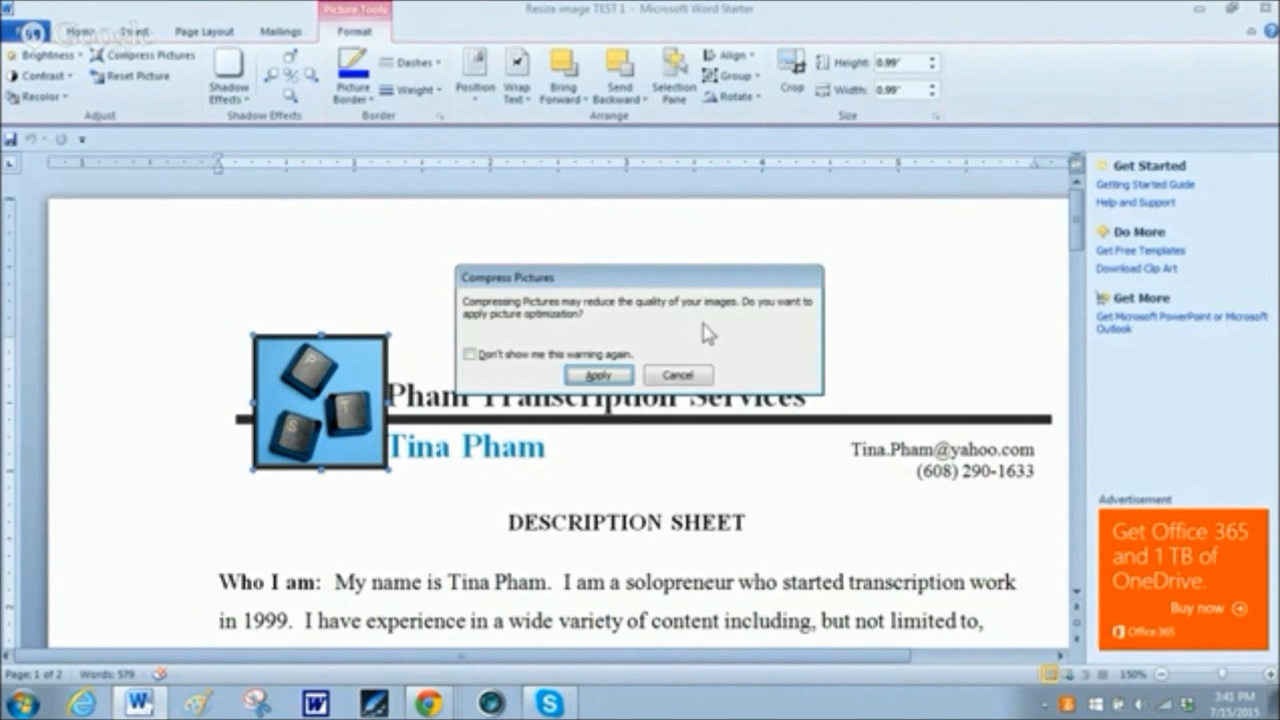 Picture Tools
Resize image TEST 1 - Microsoft Word Starter
Google
Page Layout
Mailings
Format
Brightness
Compress Pictures
Contrast
Reset Picture
Recolor
Adjust
Shadow
Effects
Shadow Effects
Picture
Border
Dashes
Weight
Border
Position
Wrap
Text
Bring
Forward
Send
Backward
Selection
Pane
Align
Group
Rotate
Arrange
Crop
Height: 0.99"
Width: 0.99"
Size
1
2
3
4
5
Get Started
Getting Started Guide
Help and Support
Do More
Get Free Templates
Download Clip Art
Get More
Get Microsoft PowerPoint or Microsoft
Outlook
Compress Pictures
Compressing Pictures may reduce the quality of your images. Do you want to
apply picture optimization?
Don't show me this warning again.
Apply
Cancel
P
T
S
Pham Transcription Services
Tina Pham
Tina.Pham@yahoo.com
(608) 290-1633
DESCRIPTION SHEET
Who I am: My name is Tina Pham. I am a solopreneur who started transcription work
in 1999. I have experience in a wide variety of content including, but not limited to,
Advertisement
Get Office 365
and 1 TB of
OneDrive.
Buy now
Office 365
Page: 1 of 2
Words: 579
150%
3:41 PM
7/15/2015